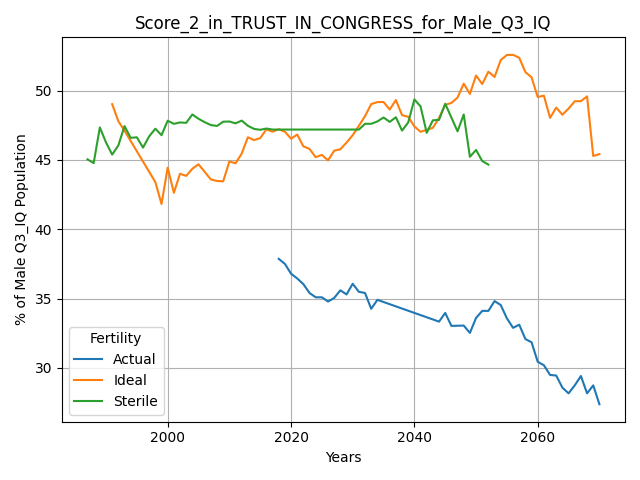 Score_2_in_TRUST_IN_CONGRESS_for_Male_Q3_IQ
% of Male Q3_IQ Population
50
45
40
35
30
Fertility
Actual
Ideal
Sterile
2000
2020
2040
2060
Years